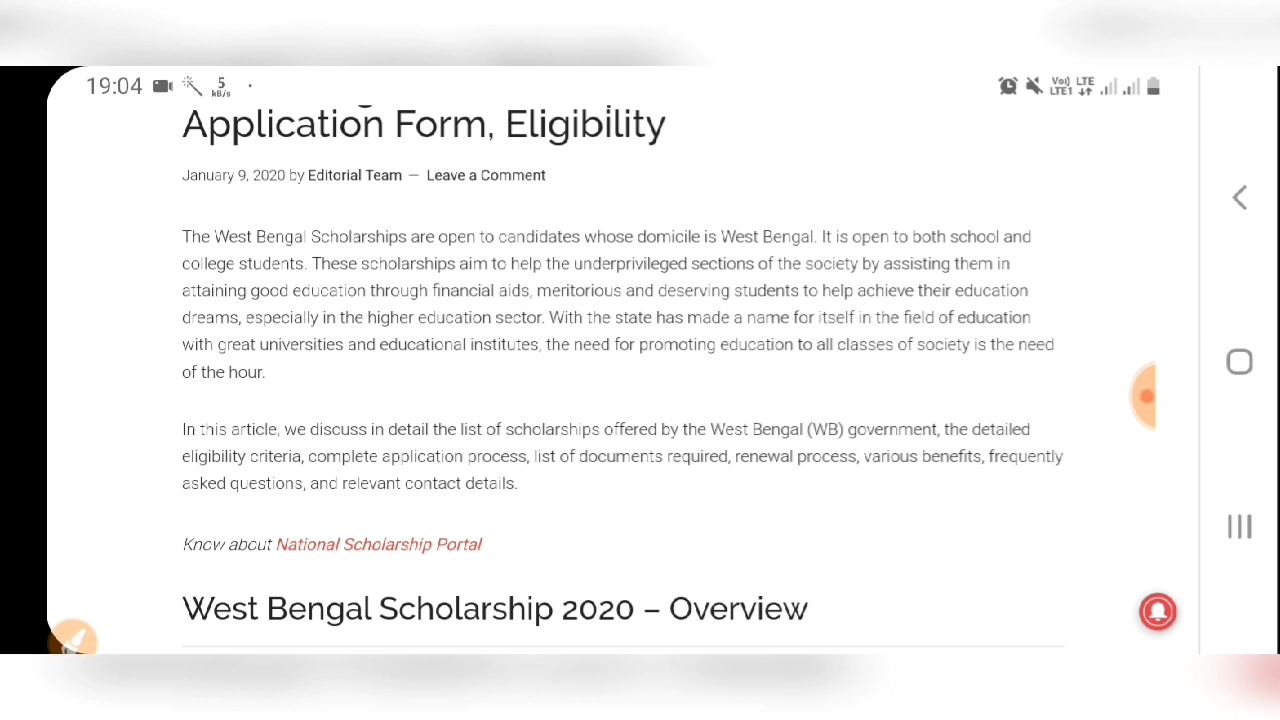 19:04 5 KB/s Vo) LTE LTE1
Application Form, Eligibility
January 9, 2020 by Editorial Team — Leave a Comment
The West Bengal Scholarships are open to candidates whose domicile is West Bengal. It is open to both school and
college students. These scholarships aim to help the underprivileged sections of the society by assisting them in
attaining good education through financial aids, meritorious and deserving students to help achieve their education
dreams, especially in the higher education sector. With the state has made a name for itself in the field of education
with great universities and educational institutes, the need for promoting education to all classes of society is the need
of the hour.
In this article, we discuss in detail the list of scholarships offered by the West Bengal (WB) government, the detailed
eligibility criteria, complete application process, list of documents required, renewal process, various benefits, frequently
asked questions, and relevant contact details.
Know about National Scholarship Portal
West Bengal Scholarship 2020 – Overview